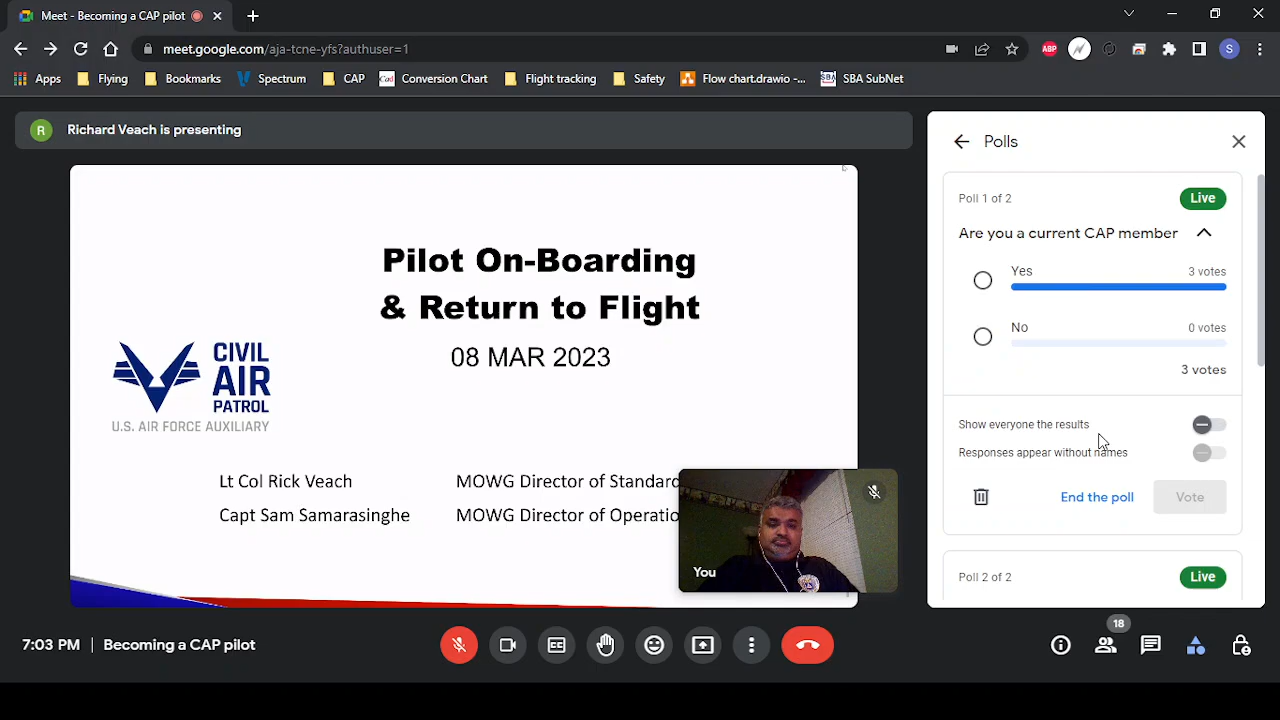 Meet - Becoming a CAP pilot
meet.google.com/aja-tcne-yfs?authuser=1
ABP
S
Apps
Flying
Bookmarks
Spectrum
CAP
Cad
Conversion Chart
Flight tracking
Safety
Flow chart.drawio -...
SBA
SBA SubNet
R
Richard Veach is presenting
Pilot On-Boarding
& Return to Flight
08 MAR 2023
CIVIL
AIR
PATROL
U.S. AIR FORCE AUXILIARY
Lt Col Rick Veach
MOWG Director of Standard
Capt Sam Samarasinghe
MOWG Director of Operatio
You
Polls
Poll 1 of 2
Live
Are you a current CAP member
Yes
3 votes
No
0 votes
3 votes
Show everyone the results
Responses appear without names
End the poll
Vote
Poll 2 of 2
Live
7:03 PM | Becoming a CAP pilot
CC
18